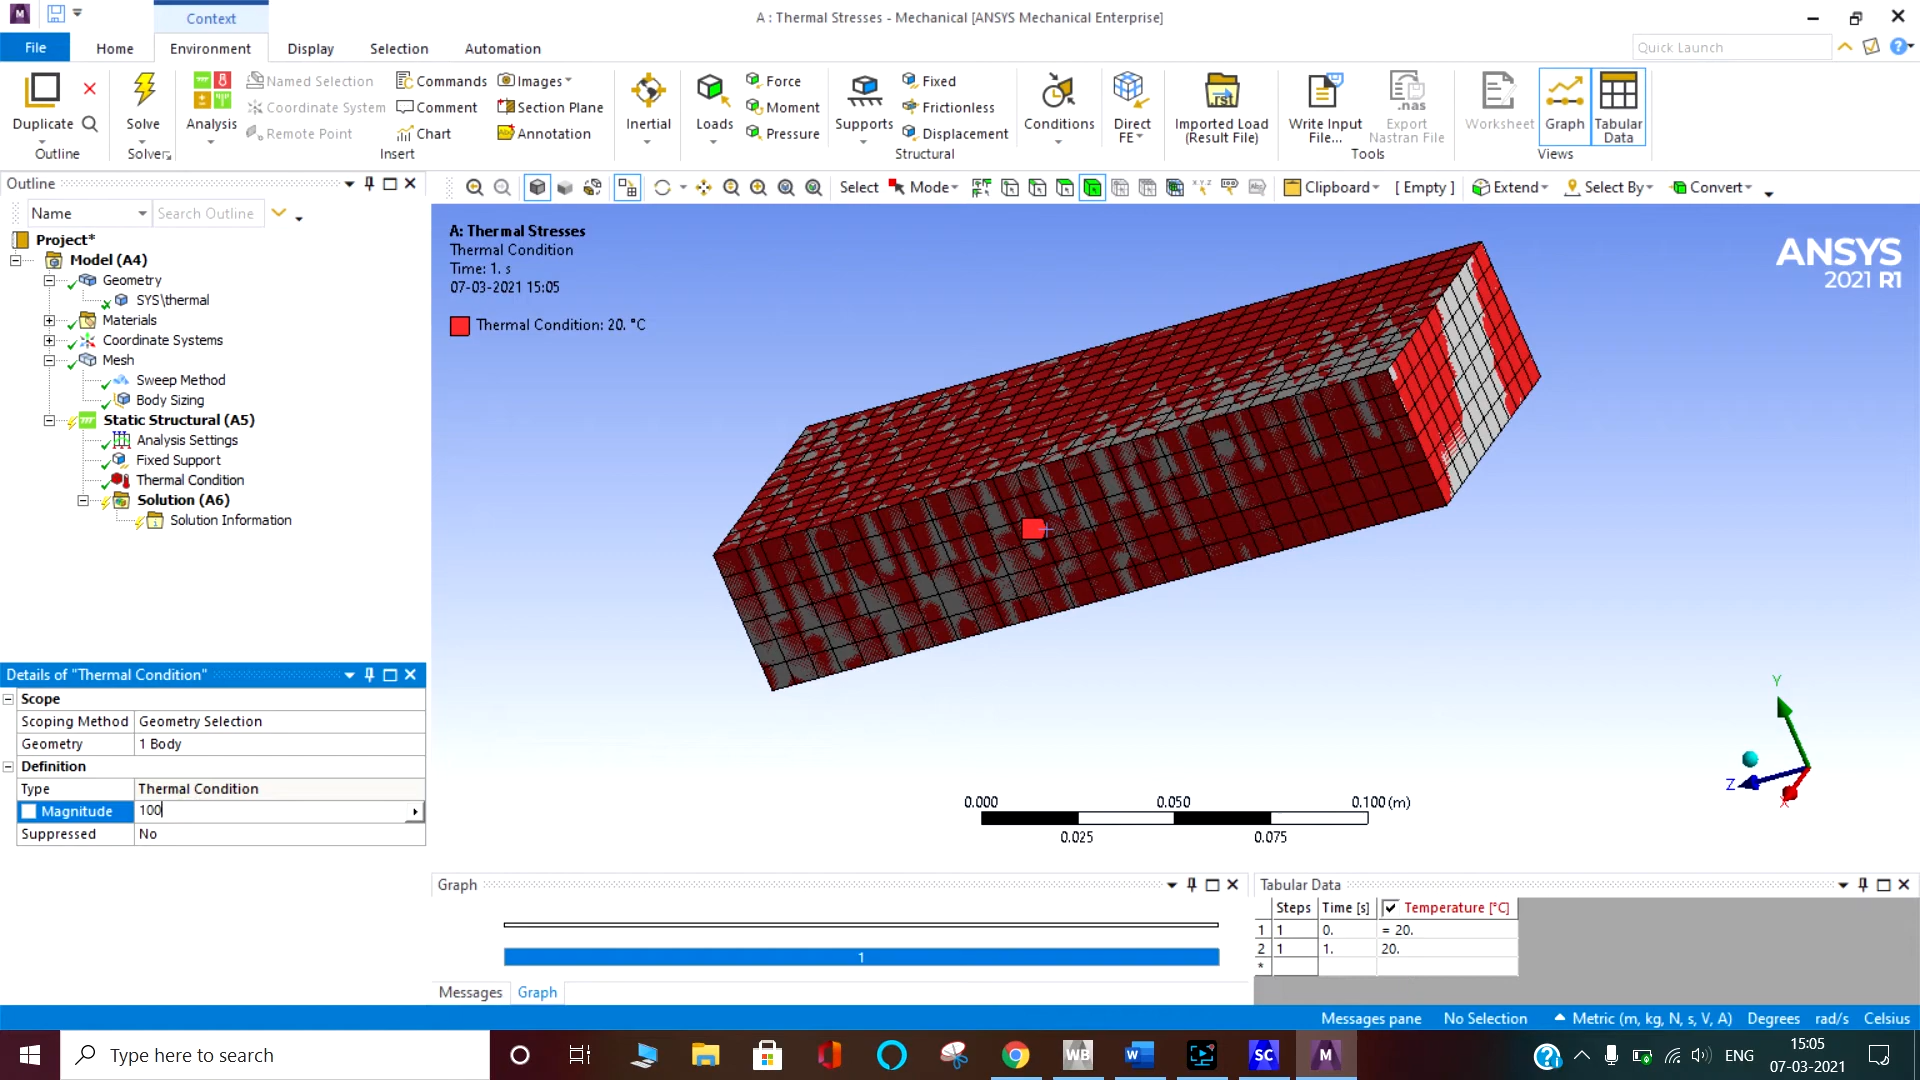 Context
A : Thermal Stresses - Mechanical [ANSYS Mechanical Enterprise]
File
Home
Environment
Display
Selection
Automation
Quick Launch
Duplicate
Outline
Solve
Solver
Analysis
Named Selection
Coordinate System
Remote Point
Commands
Comment
Chart
Images
Section Plane
Annotation
Insert
Inertial
Loads
Force
Moment
Pressure
Supports
Fixed
Frictionless
Displacement
Structural
Conditions
Direct
FE
Imported Load
(Result File)
Write Input
File...
.nas
Export
Nastran File
Tools
Worksheet
Graph
Tabular
Data
Views
Outline
Name
Search Outline
Select
Mode
Clipboard
[ Empty ]
Extend
Select By
Convert
Project*
Model (A4)
Geometry
SYS\thermal
Materials
Coordinate Systems
Mesh
Sweep Method
Body Sizing
Static Structural (A5)
Analysis Settings
Fixed Support
Thermal Condition
Solution (A6)
Solution Information
A: Thermal Stresses
Thermal Condition
Time: 1. s
07-03-2021 15:05
Thermal Condition: 20. °C
ANSYS
2021 R1
Details of "Thermal Condition"
Scope
Scoping Method Geometry Selection
Geometry 1 Body
Definition
Type Thermal Condition
Magnitude 100
Suppressed No
Y
Z
X
0.000 0.050 0.100 (m)
0.025 0.075
Graph
1
Messages Graph
Tabular Data
Steps Time [s] Temperature [°C]
1 1 0. = 20.
2 1 1. 20.
*
Messages pane No Selection Metric (m, kg, N, s, V, A) Degrees rad/s Celsius
Type here to search
WB
SC
M
ENG
15:05
07-03-2021